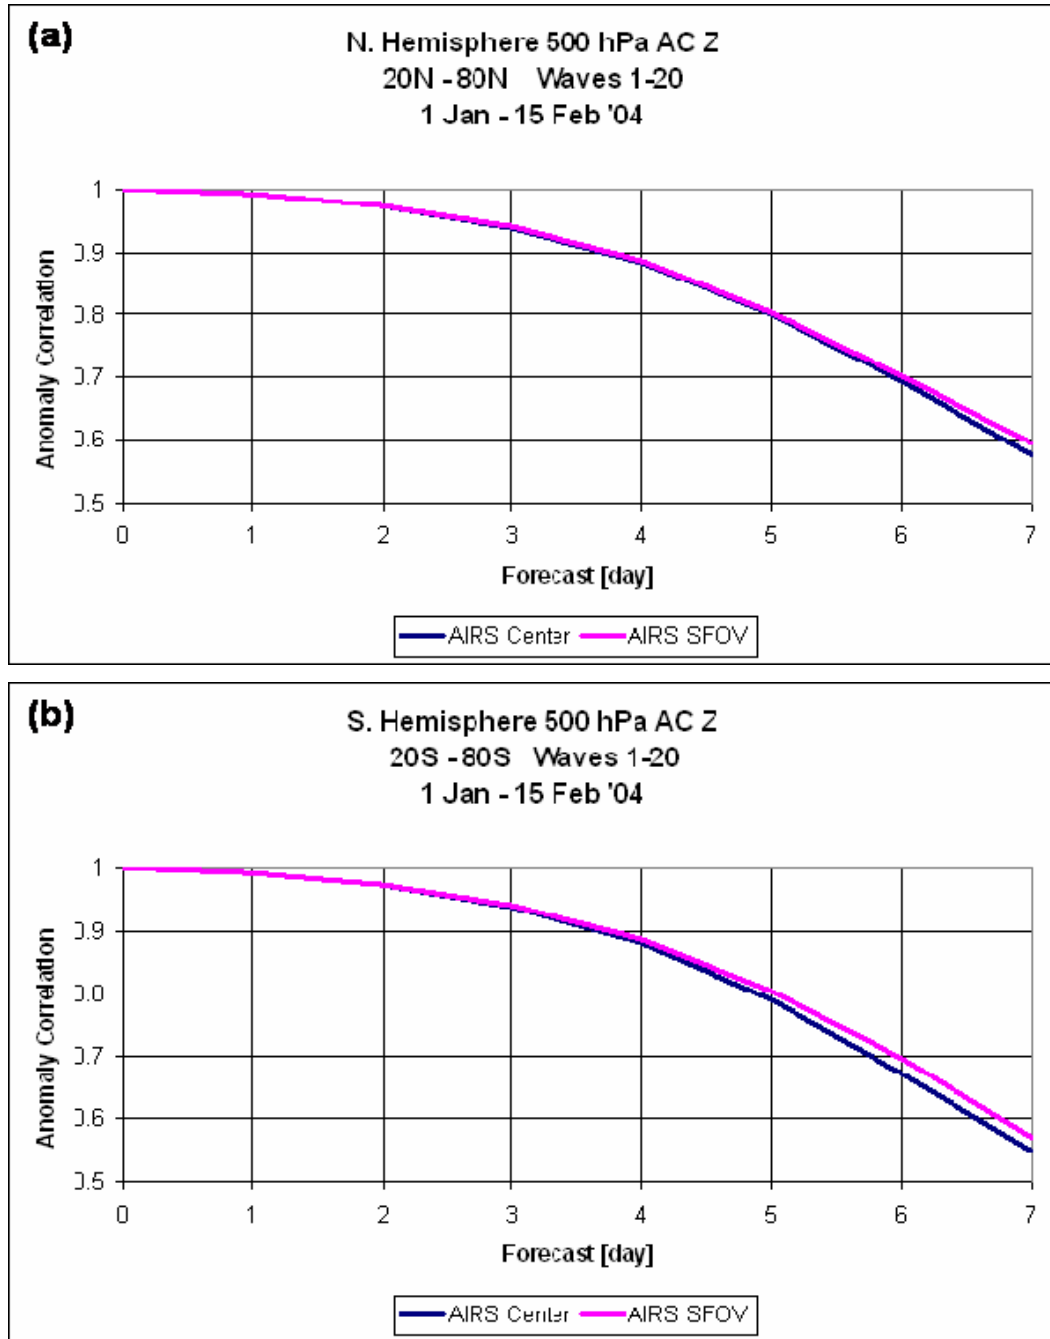 (a)
N. Hemisphere 500 hPa AC Z
20N - 80N Waves 1-20
1 Jan - 15 Feb '04
1
0.9
0.8
0.7
0.6
0.5
Anomaly Correlation
0 1 2 3 4 5 6 7
Forecast [day]
AIRS Center AIRS SFOV
(b)
S. Hemisphere 500 hPa AC Z
20S - 80S Waves 1-20
1 Jan - 15 Feb '04
1
0.9
0.0
0.7
0.6
0.5
Anomaly Correlation
0 1 2 3 4 5 6 7
Forecast [day]
AIRS Center AIRS SFOV